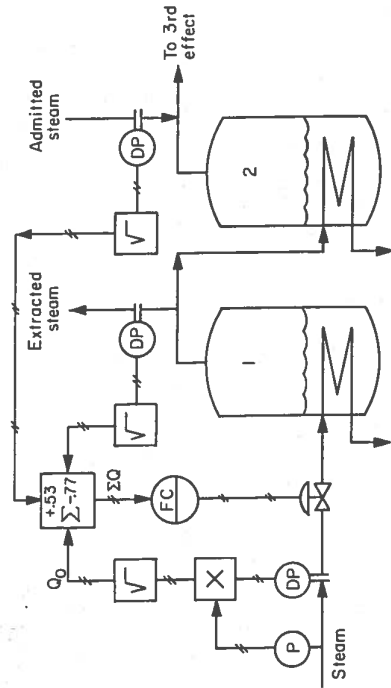 Admitted
steam
To 3rd
effect
DP
√
Extracted
steam
DP
√
2
+.53
Σ -.77
ΣQ
Q₀
FC
1
√
X
DP
P
Steam